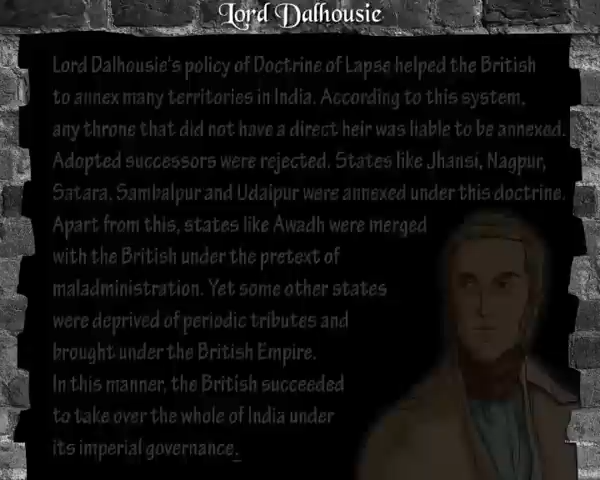 Lord Dalhousie
Lord Dalhousie's policy of Doctrine of Lapse helped the British
to annex many territories in India. According to this system,
any throne that did not have a direct heir was liable to be annexed.
Adopted successors were rejected. States like Jhansi, Nagpur,
Satara, Sambalpur and Udaipur were annexed under this doctrine.
Apart from this, states like Awadh were merged
with the British under the pretext of
maladministration. Yet some other states
were deprived of periodic tributes and
brought under the British Empire.
In this manner, the British succeeded
to take over the whole of India under
its imperial governance._